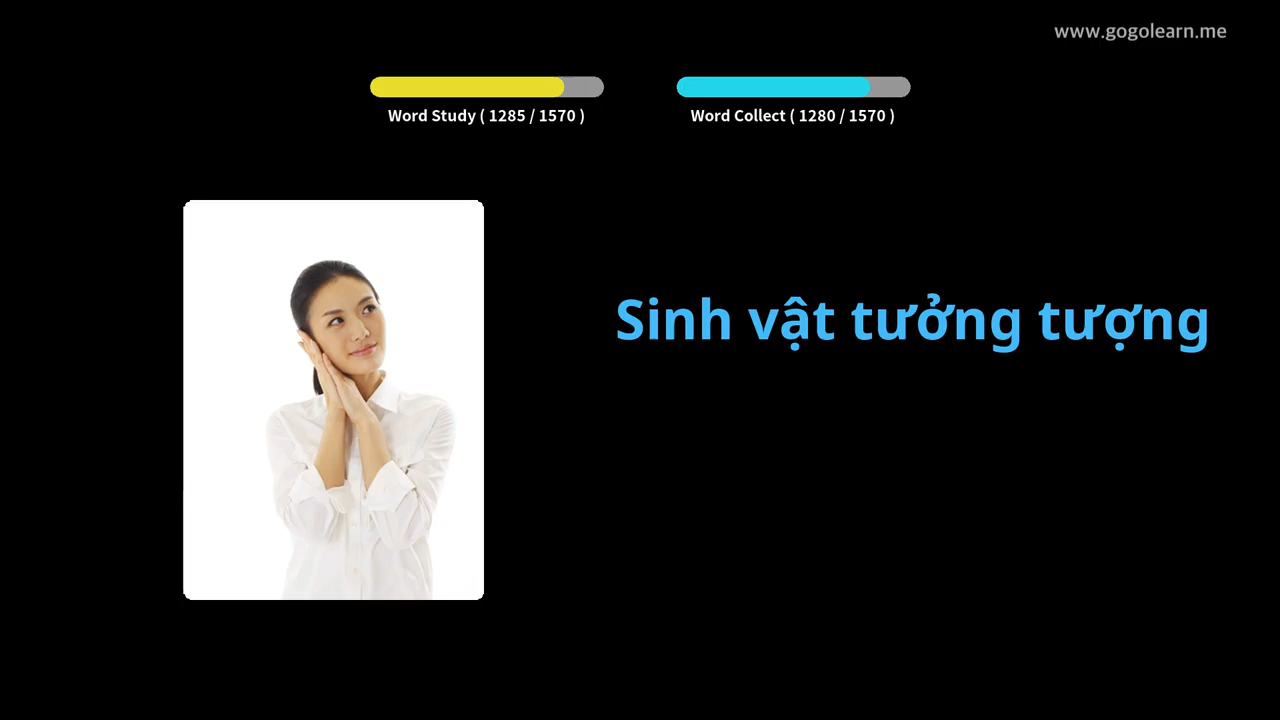 www.gogolearn.me
Word Study ( 1285 / 1570 )
Word Collect ( 1280 / 1570 )
Sinh vật tưởng tượng